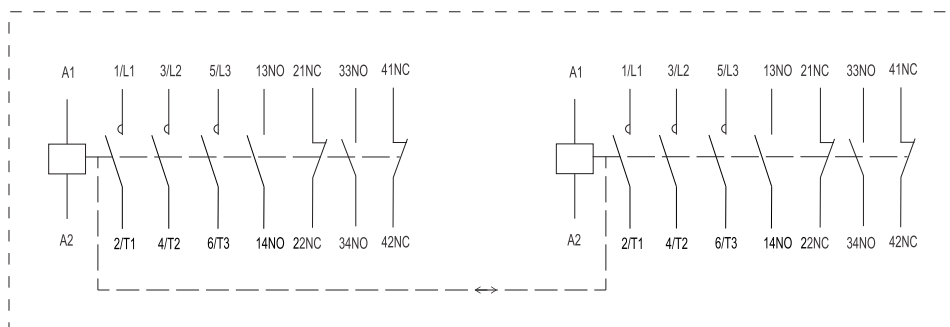 A1 1/L1 3/L2 5/L3 13NO 21NC 33NO 41NC A1 1/L1 3/L2 5/L3 13NO 21NC 33NO 41NC
A2 2/T1 4/T2 6/T3 14NO 22NC 34NO 42NC A2 2/T1 4/T2 6/T3 14NO 22NC 34NO 42NC